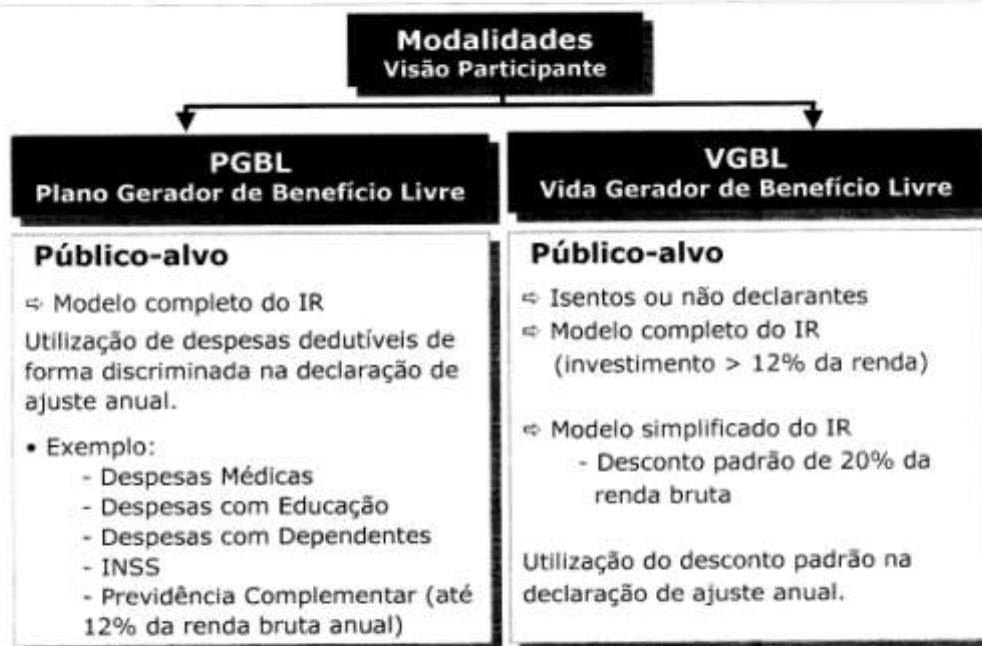 Modalidades
Visão Participante
PGBL
Plano Gerador de Benefício Livre
Público-alvo
⇨ Modelo completo do IR
Utilização de despesas dedutíveis de
forma discriminada na declaração de
ajuste anual.
• Exemplo:
- Despesas Médicas
- Despesas com Educação
- Despesas com Dependentes
- INSS
- Previdência Complementar (até
12% da renda bruta anual)
VGBL
Vida Gerador de Benefício Livre
Público-alvo
⇨ Isentos ou não declarantes
⇨ Modelo completo do IR
(investimento > 12% da renda)
⇨ Modelo simplificado do IR
- Desconto padrão de 20% da
renda bruta
Utilização do desconto padrão na
declaração de ajuste anual.